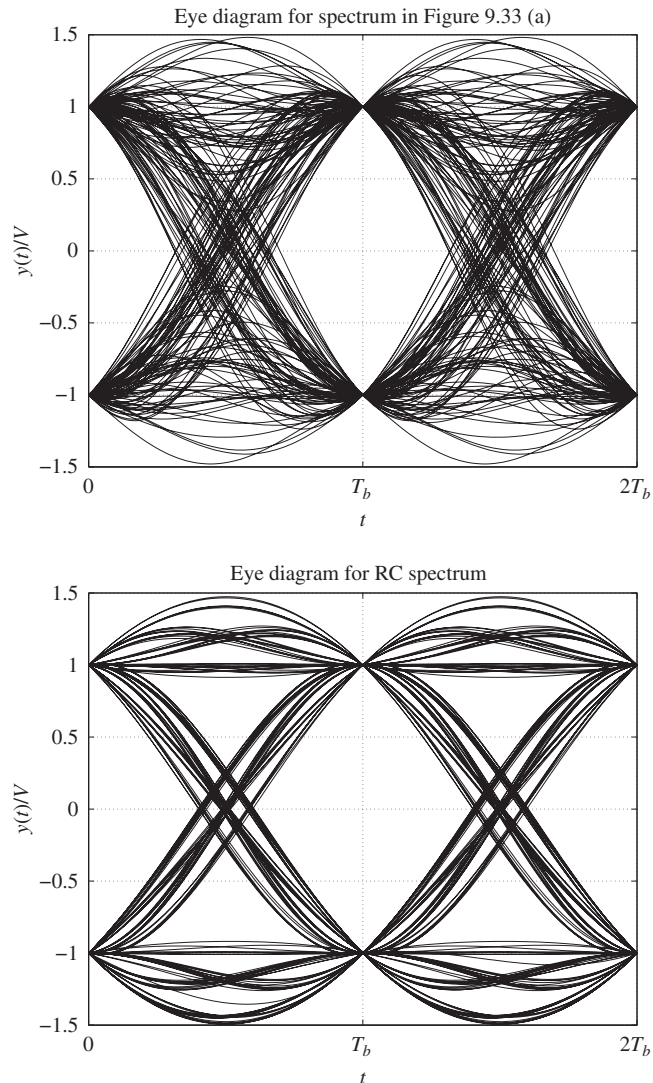 Eye diagram for spectrum in Figure 9.33 (a)
1.5
1
0.5
0
−0.5
−1
−1.5
y(t)/V
0
T_b
2T_b
t
Eye diagram for RC spectrum
1.5
1
0.5
0
−0.5
−1
−1.5
y(t)/V
0
T_b
2T_b
t